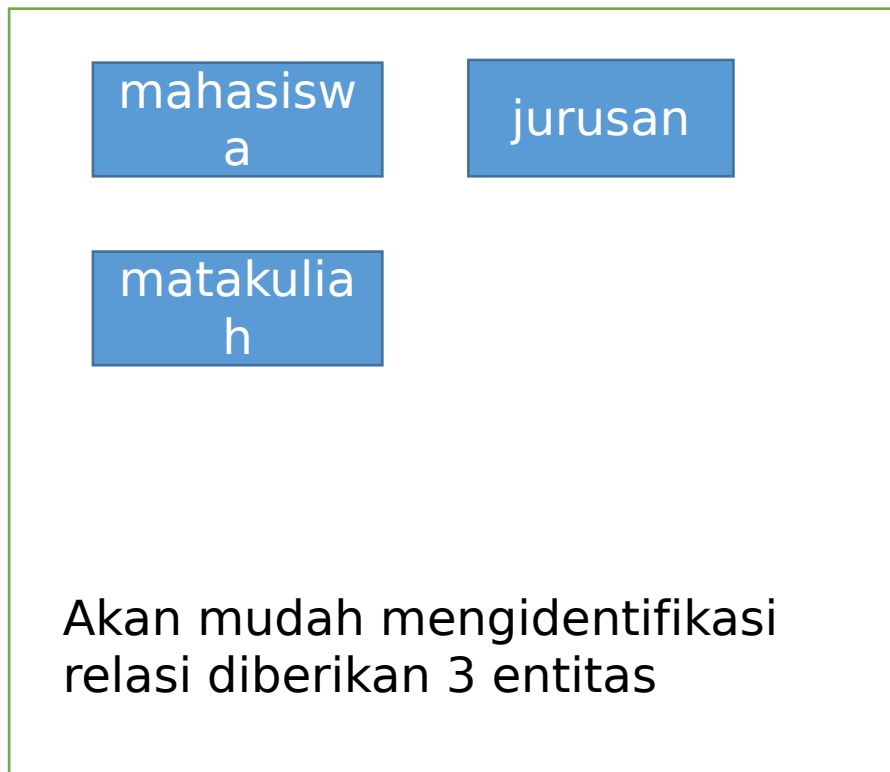 mahasisw
a
jurusan
matakulia
h
Akan mudah mengidentifikasi
relasi diberikan 3 entitas